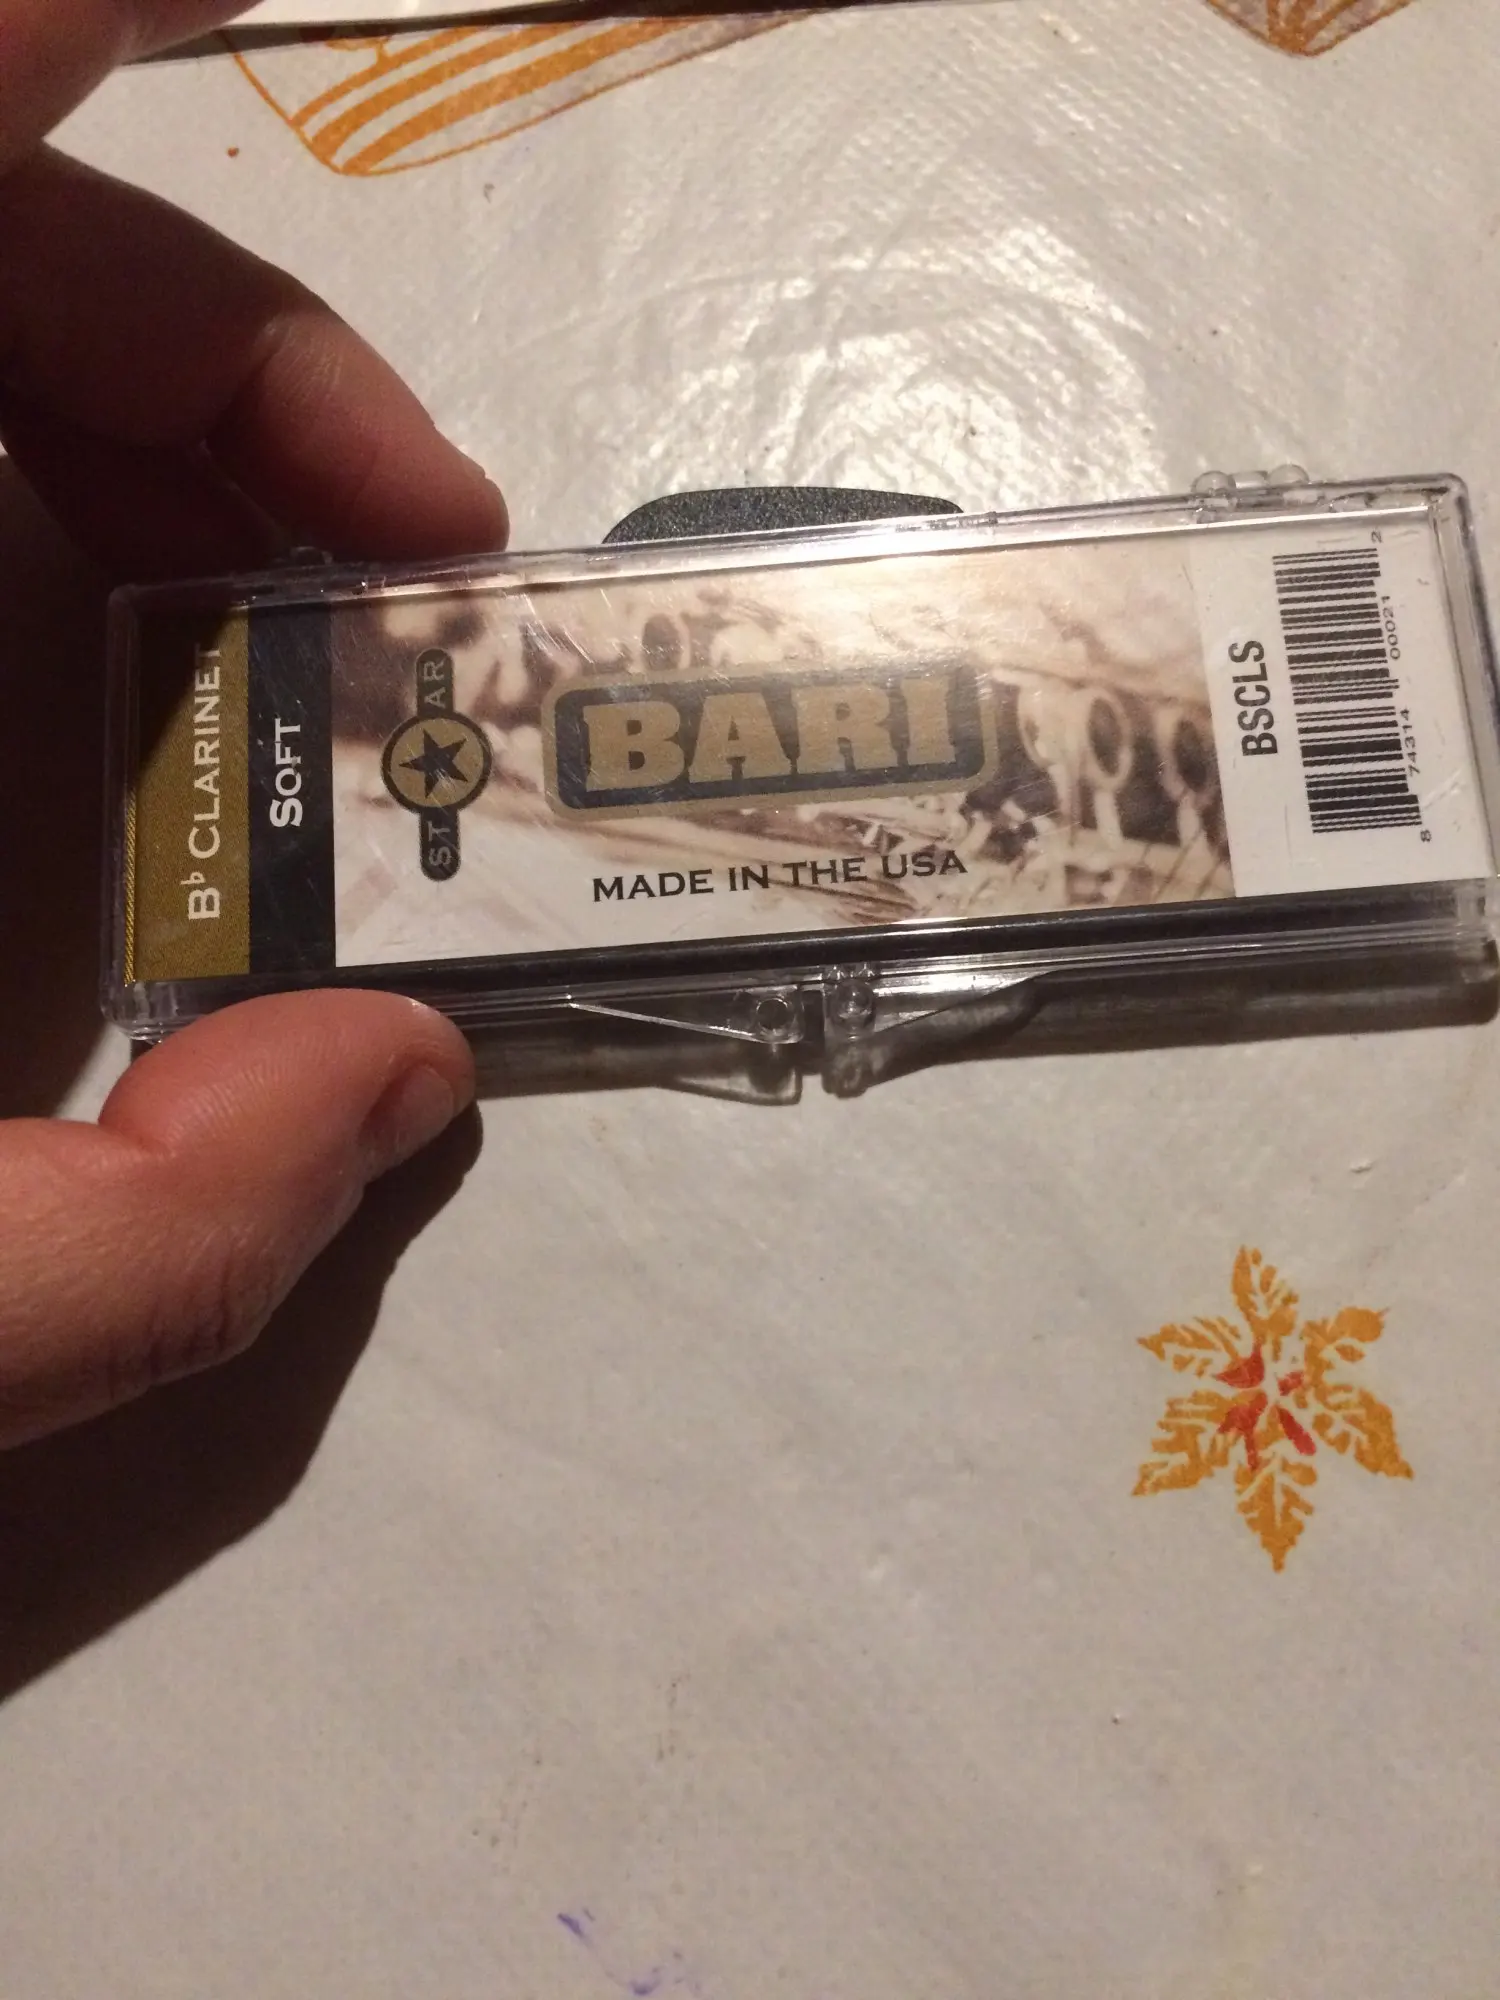 B♭ CLARINET
SOFT
STAR
BARI
MADE IN THE USA
BSCLS
8 74314 00021 2